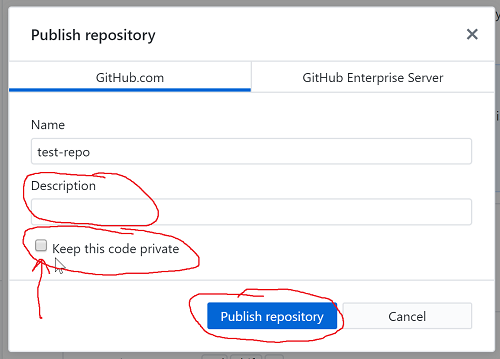 Publish repository
GitHub.com GitHub Enterprise Server
Name
test-repo
Description
Keep this code private
Publish repository Cancel